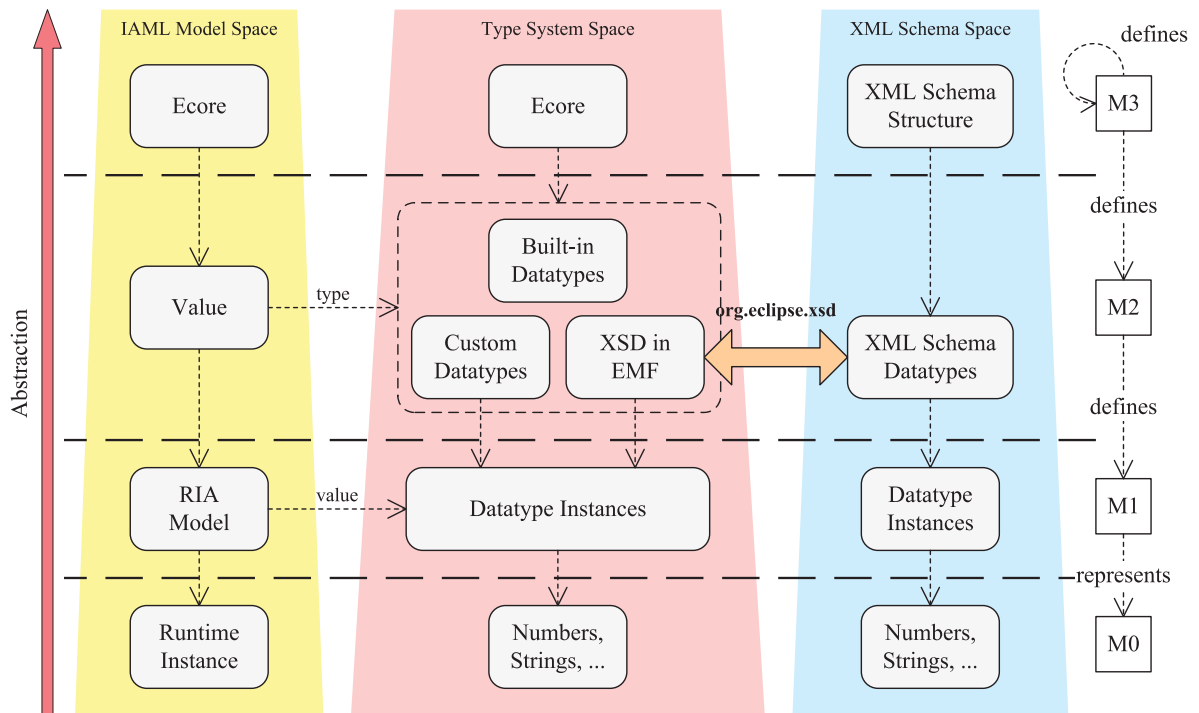 IAML Model Space
Type System Space
XML Schema Space
defines
Ecore
Ecore
XML Schema
Structure
M3
defines
Built-in
Datatypes
Value
type
M2
org.eclipse.xsd
Custom
Datatypes
XSD in
EMF
XML Schema
Datatypes
Abstraction
defines
RIA
Model
value
Datatype Instances
Datatype
Instances
M1
represents
Runtime
Instance
Numbers,
Strings, ...
Numbers,
Strings, ...
M0